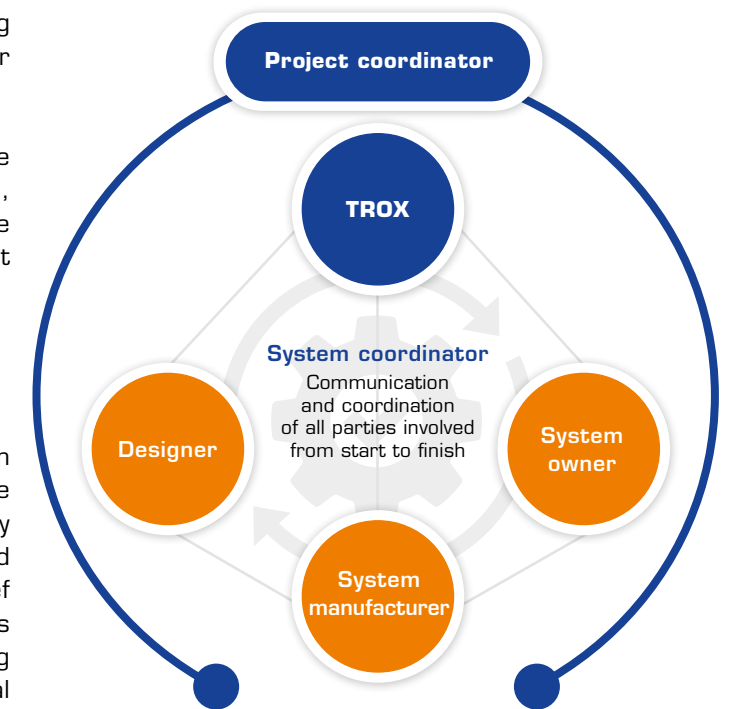 Project coordinator
TROX
System coordinator
Communication
and coordination
of all parties involved
from start to finish
Designer
System
owner
System
manufacturer